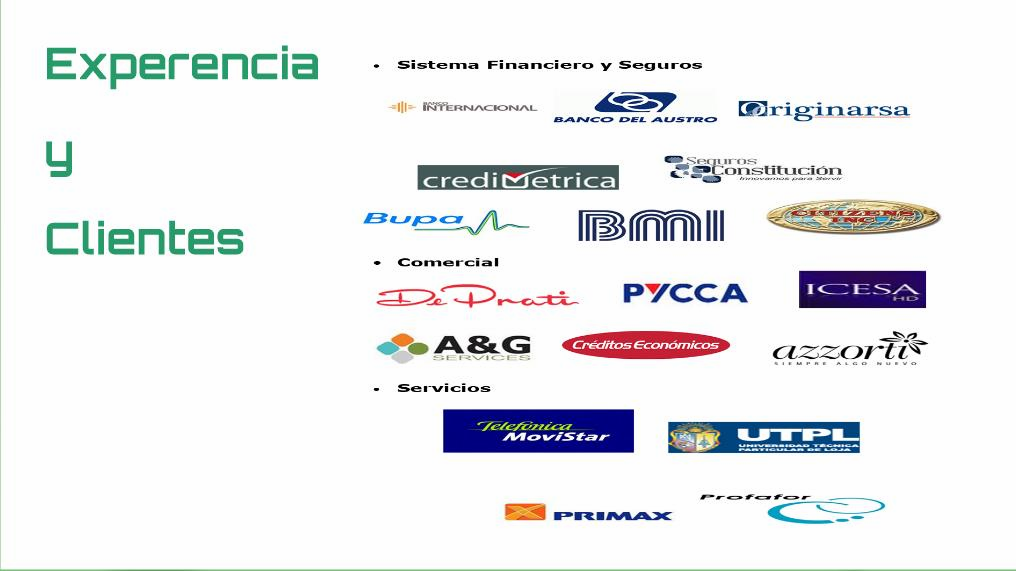 Experencia
y
Clientes
• Sistema Financiero y Seguros
BANCO INTERNACIONAL
BANCO DEL AUSTRO
Originarsa
crediMetrica
Seguros Constitución
Innovamos para Servir
Bupa
BMI
CITIZENS INC
• Comercial
De Prati
PYCCA
ICESA HD
A&G SERVICES
Créditos Económicos
azzorti
SIEMPRE ALGO NUEVO
• Servicios
Telefónica
MoviStar
UTPL
UNIVERSIDAD TÉCNICA
PARTICULAR DE LOJA
PRIMAX
Profafor